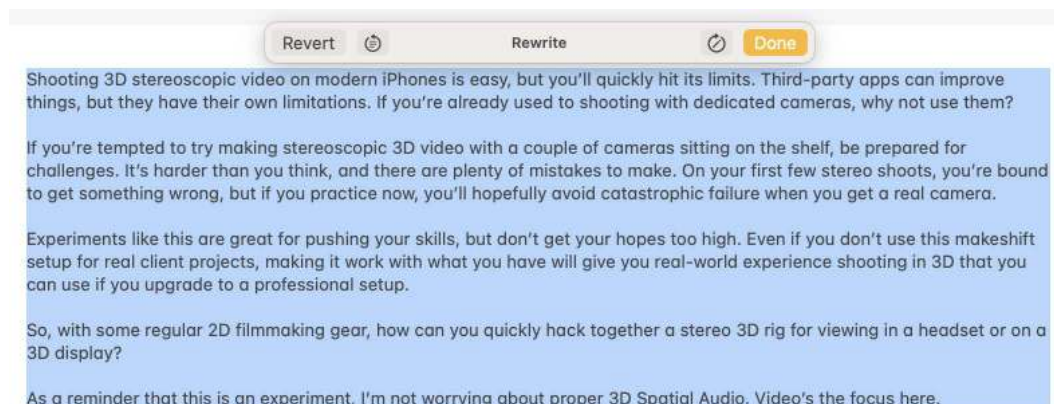 Revert Rewrite Done
Shooting 3D stereoscopic video on modern iPhones is easy, but you'll quickly hit its limits. Third-party apps can improve
things, but they have their own limitations. If you're already used to shooting with dedicated cameras, why not use them?
If you're tempted to try making stereoscopic 3D video with a couple of cameras sitting on the shelf, be prepared for
challenges. It's harder than you think, and there are plenty of mistakes to make. On your first few stereo shoots, you're bound
to get something wrong, but if you practice now, you'll hopefully avoid catastrophic failure when you get a real camera.
Experiments like this are great for pushing your skills, but don't get your hopes too high. Even if you don't use this makeshift
setup for real client projects, making it work with what you have will give you real-world experience shooting in 3D that you
can use if you upgrade to a professional setup.
So, with some regular 2D filmmaking gear, how can you quickly hack together a stereo 3D rig for viewing in a headset or on a
3D display?
As a reminder that this is an experiment, I'm not worrying about proper 3D Spatial Audio. Video's the focus here.